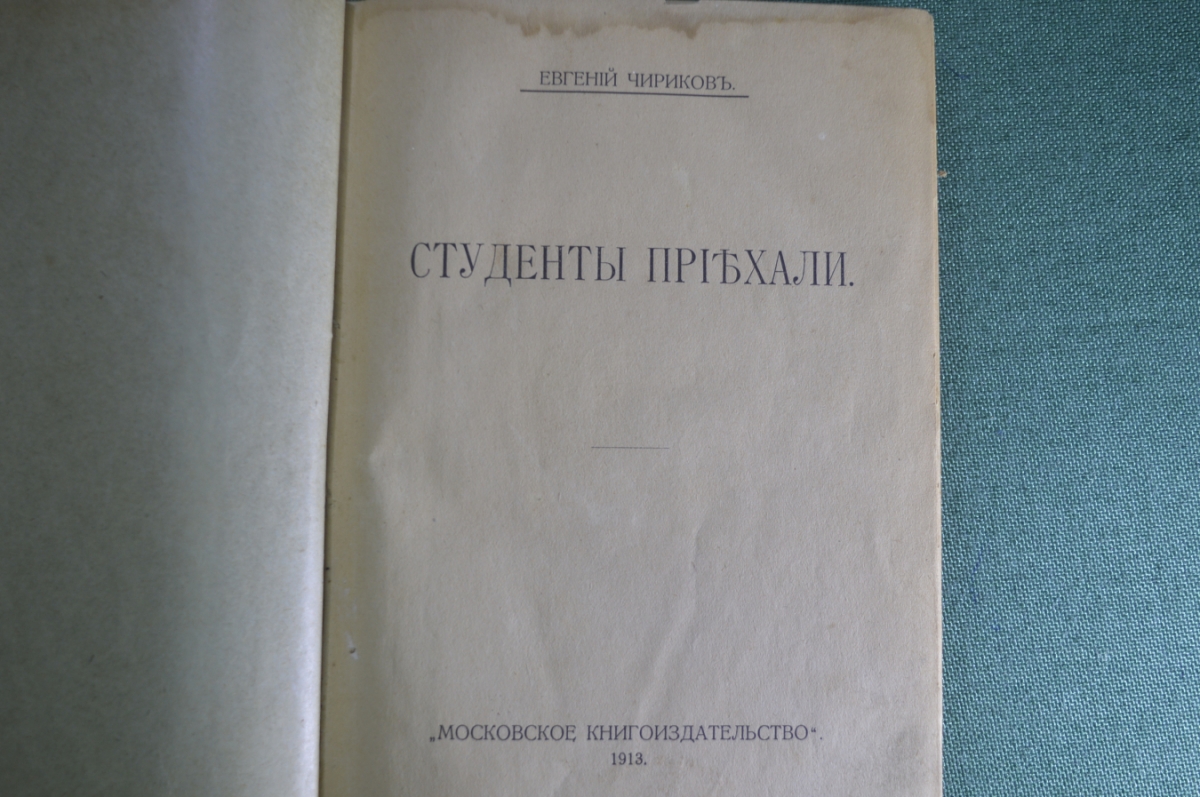 ЕВГЕНІЙ ЧИРИКОВЪ.
СТУДЕНТЫ ПРІѢХАЛИ.
„МОСКОВСКОЕ КНИГОИЗДАТЕЛЬСТВО“.
1913.